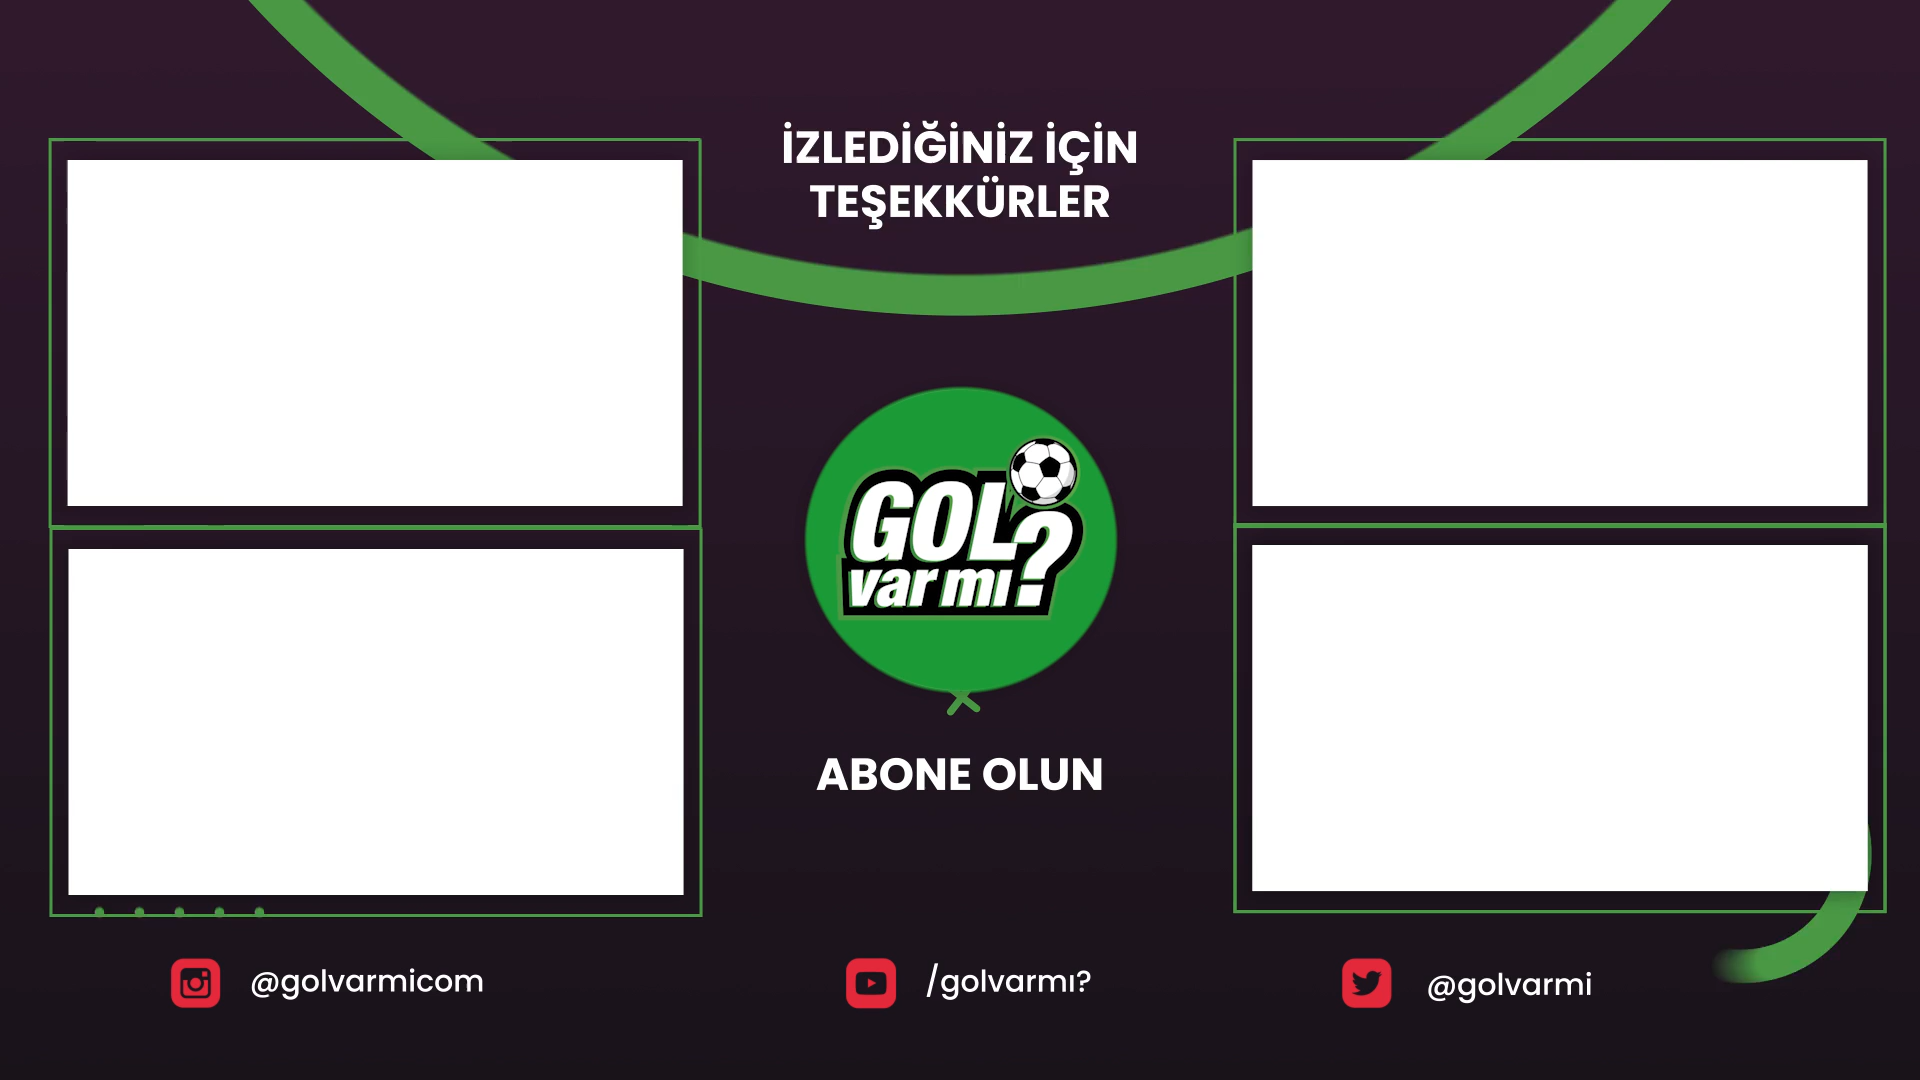 İZLEDİĞİNİZ İÇİN
TEŞEKKÜRLER
GOL
var mı?
ABONE OLUN
@golvarmicom
/golvarmı?
@golvarmi